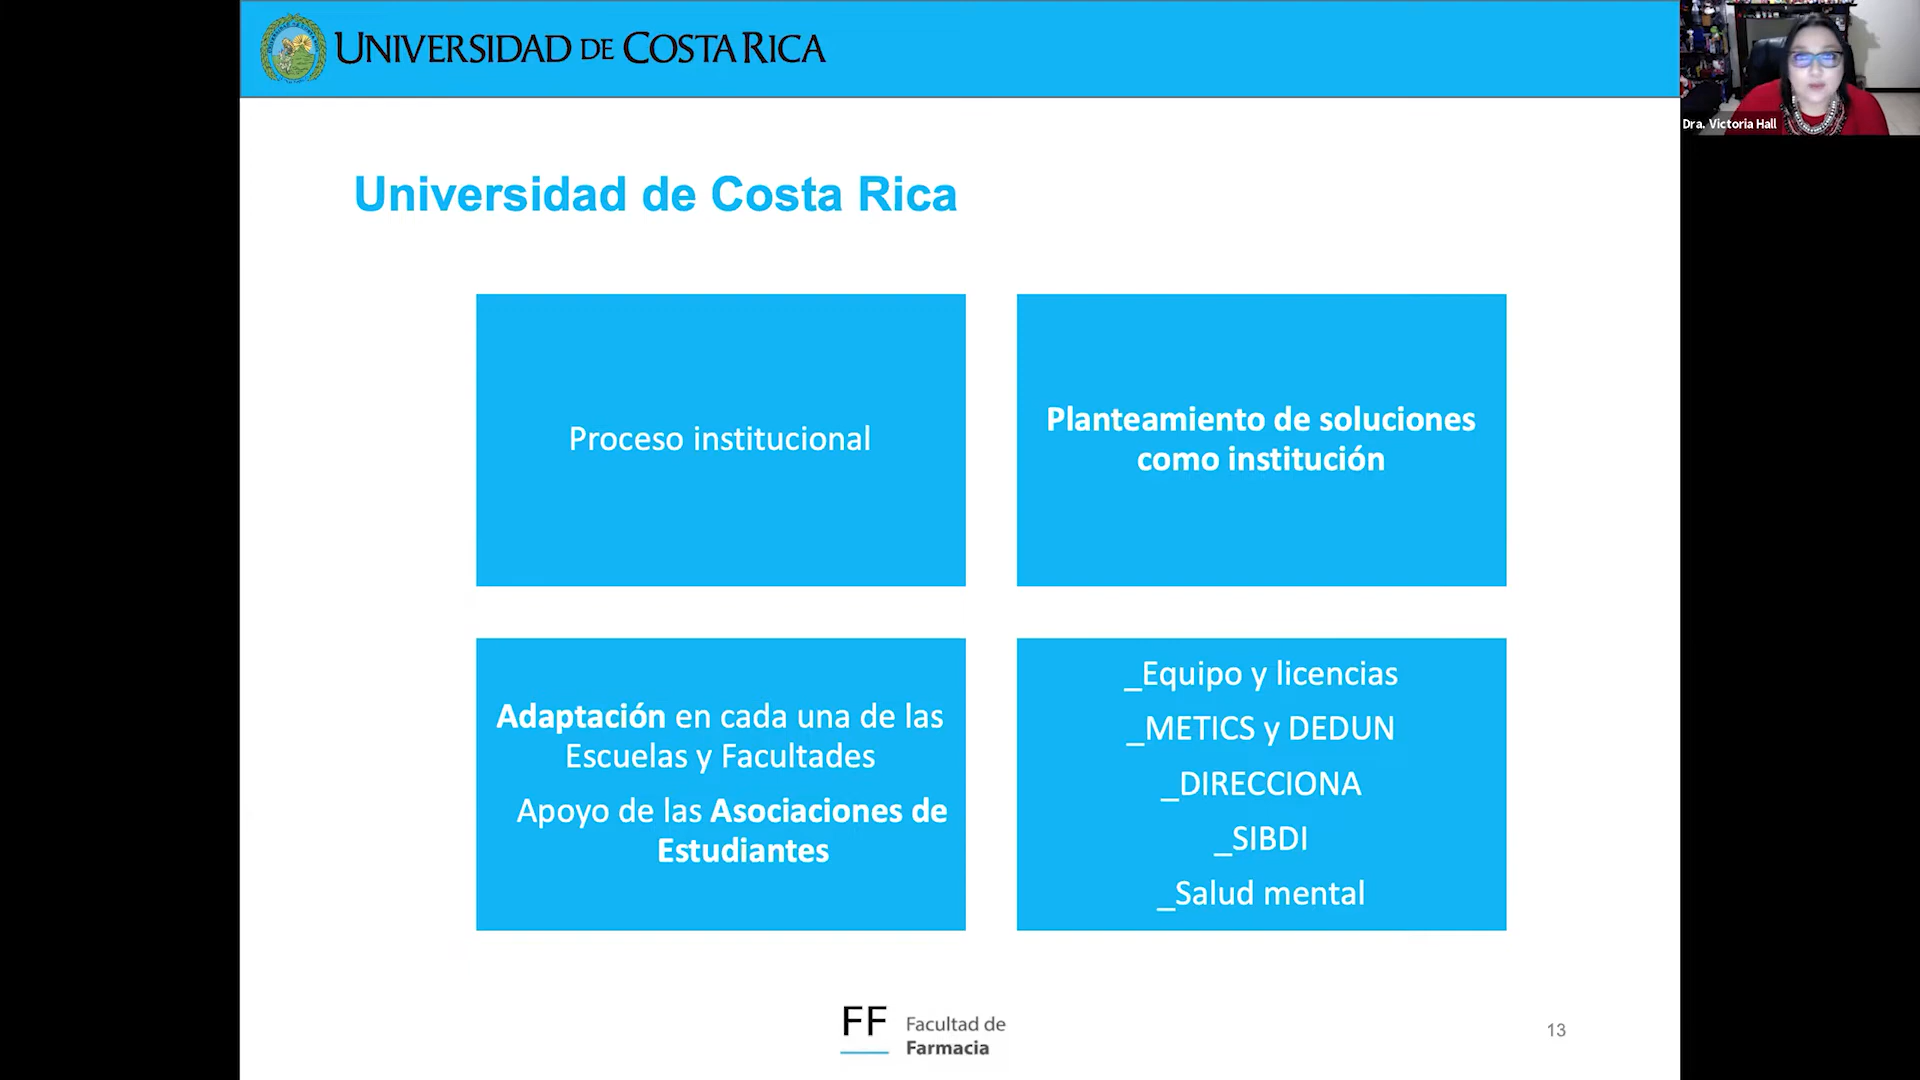 UNIVERSIDAD DE COSTA RICA
Dra. Victoria Hall
Universidad de Costa Rica
Proceso institucional
Planteamiento de soluciones
como institución
Adaptación en cada una de las
Escuelas y Facultades
Apoyo de las Asociaciones de
Estudiantes
_Equipo y licencias
_METICS y DEDUN
_DIRECCIONA
_SIBDI
_Salud mental
FF
Facultad de
Farmacia
13